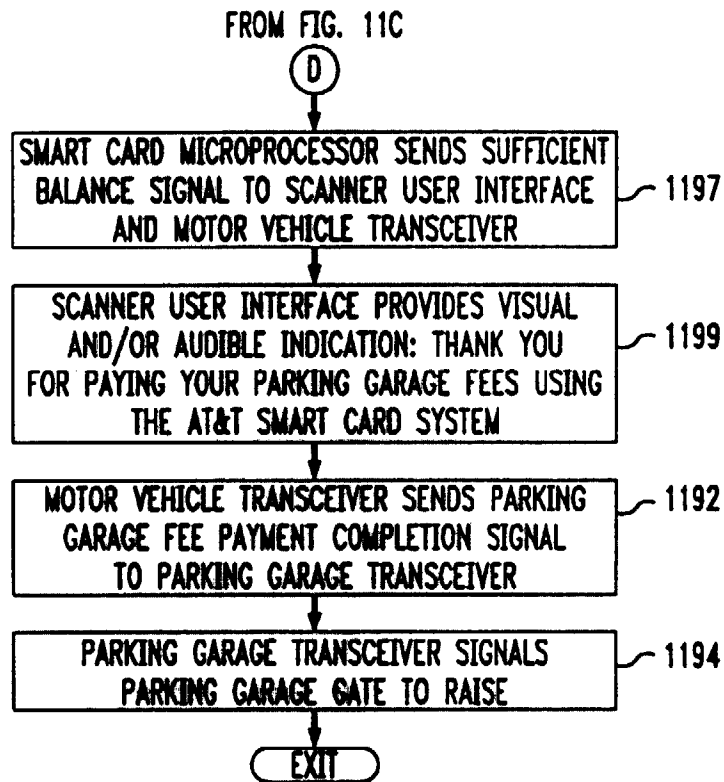 FROM FIG. 11C
D
SMART CARD MICROPROCESSOR SENDS SUFFICIENT
BALANCE SIGNAL TO SCANNER USER INTERFACE
AND MOTOR VEHICLE TRANSCEIVER
1197
SCANNER USER INTERFACE PROVIDES VISUAL
AND/OR AUDIBLE INDICATION: THANK YOU
FOR PAYING YOUR PARKING GARAGE FEES USING
THE AT&T SMART CARD SYSTEM
1199
MOTOR VEHICLE TRANSCEIVER SENDS PARKING
GARAGE FEE PAYMENT COMPLETION SIGNAL
TO PARKING GARAGE TRANSCEIVER
1192
PARKING GARAGE TRANSCEIVER SIGNALS
PARKING GARAGE GATE TO RAISE
1194
EXIT